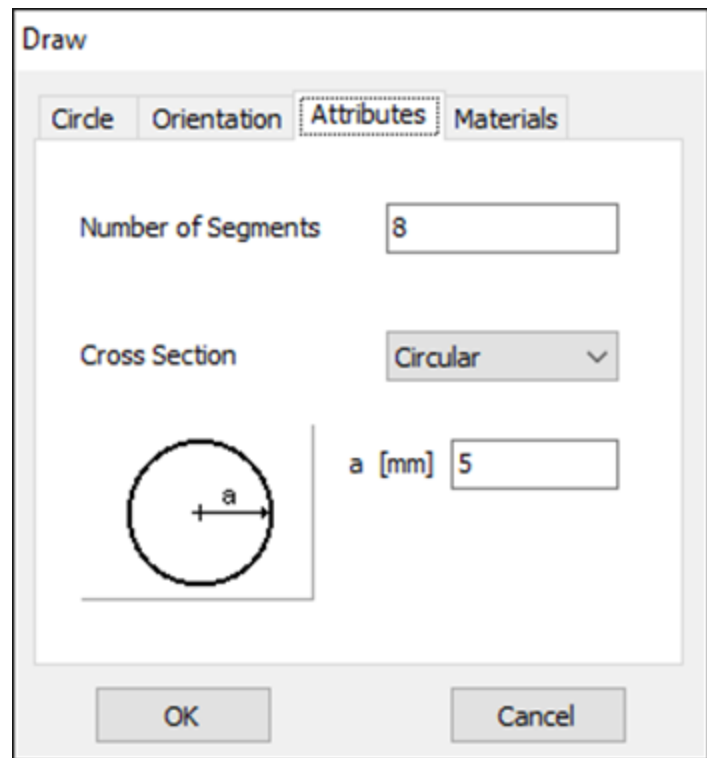 Draw
Circle Orientation Attributes Materials
Number of Segments 8
Cross Section Circular
a [mm] 5
a
OK Cancel